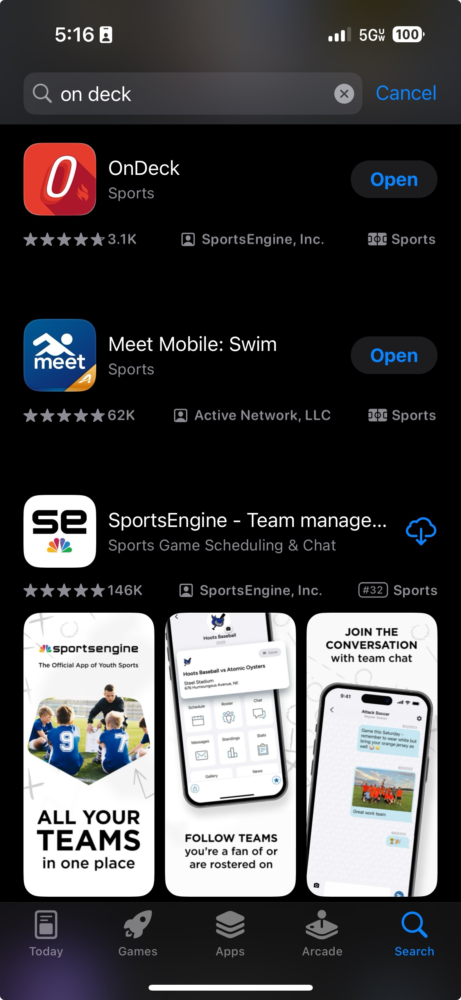 5:16
5G UW
100
on deck
Cancel
0
OnDeck
Sports
Open
3.1K
SportsEngine, Inc.
Sports
meet
Meet Mobile: Swim
Sports
Open
62K
Active Network, LLC
Sports
se
SportsEngine - Team manage...
Sports Game Scheduling & Chat
146K
SportsEngine, Inc.
#32 Sports
sportsengine
The Official App of Youth Sports
9
7
ALL YOUR
TEAMS
in one place
Hoots Baseball
2020
Game
Hoots Baseball vs Atomic Oysters
Steel Stadium
676 Humoungous Avenue, NE
Schedule
Roster
Chat
Messages
Standings
Stats
Gallery
News
FOLLOW TEAMS
you're a fan of or
are rostered on
JOIN THE
CONVERSATION
with team chat
9:41
Attack Soccer
Regular Season
8/2/2023
Game this Saturday -
remember to wear white but
bring your orange jersey as
well
9/5/2023
Great work team
9/5/2023
Today
Games
Apps
Arcade
Search